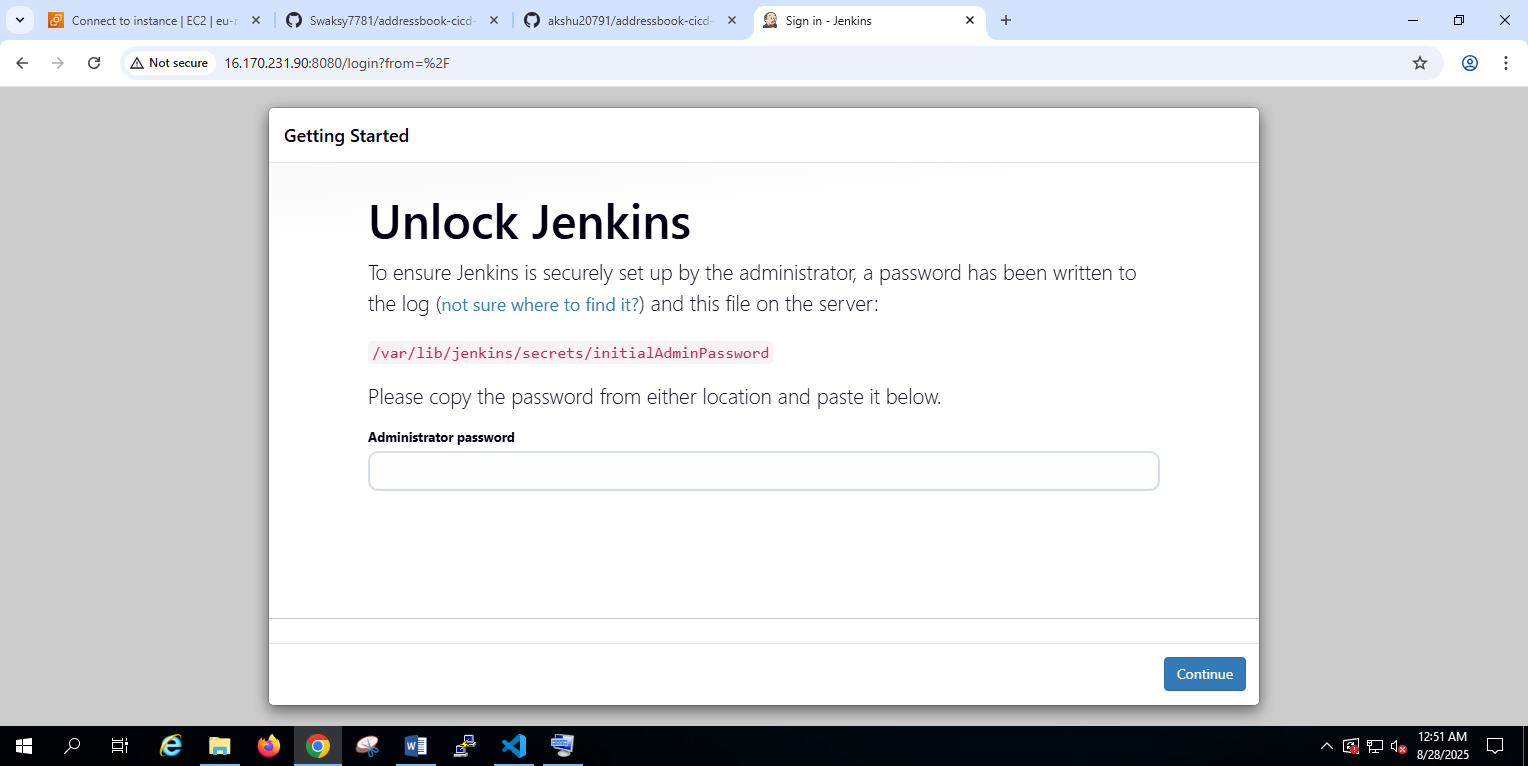 Connect to instance | EC2 | eu-n
Swaksy7781/addressbook-cicd-
akshu20791/addressbook-cicd-
Sign in - Jenkins
Not secure
16.170.231.90:8080/login?from=%2F
Getting Started
Unlock Jenkins
To ensure Jenkins is securely set up by the administrator, a password has been written to
the log (not sure where to find it?) and this file on the server:
/var/lib/jenkins/secrets/initialAdminPassword
Please copy the password from either location and paste it below.
Administrator password
Continue
12:51 AM
8/28/2025